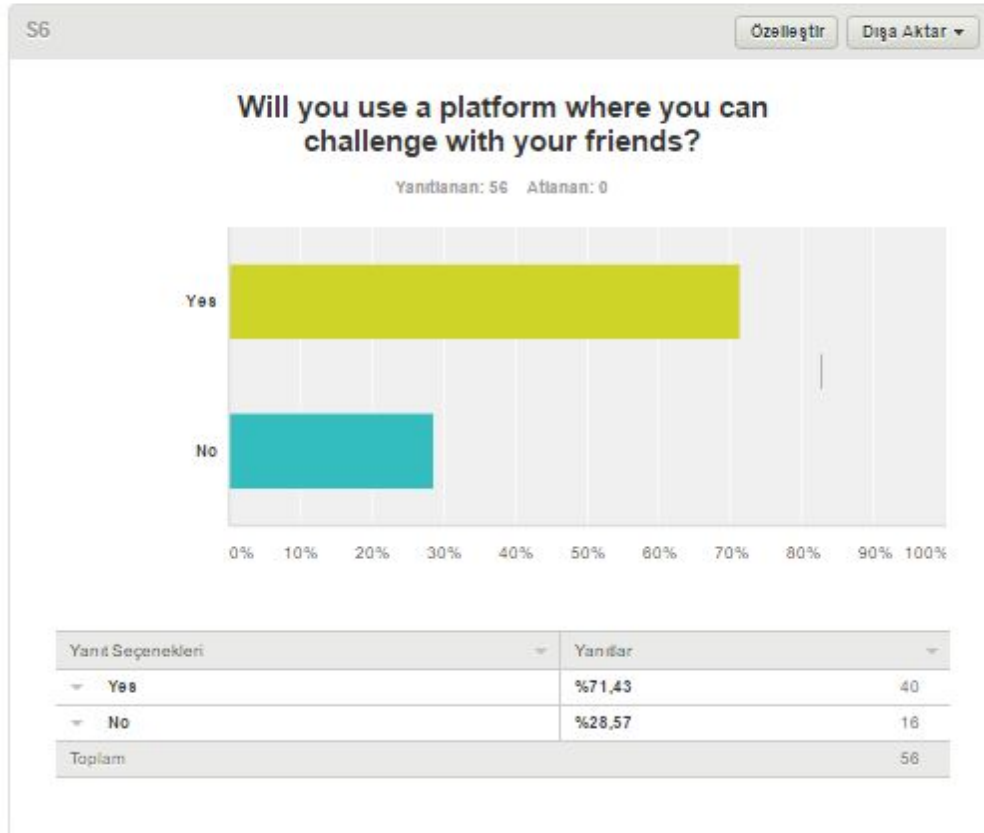 S6
Özelleştir
Dışa Aktar
Will you use a platform where you can
challenge with your friends?
Yanıtlanan: 56 Atlanan: 0
Yes
No
0% 10% 20% 30% 40% 50% 60% 70% 80% 90% 100%
Yanıt Seçenekleri Yanıtlar
Yes %71,43 40
No %28,57 16
Toplam 56